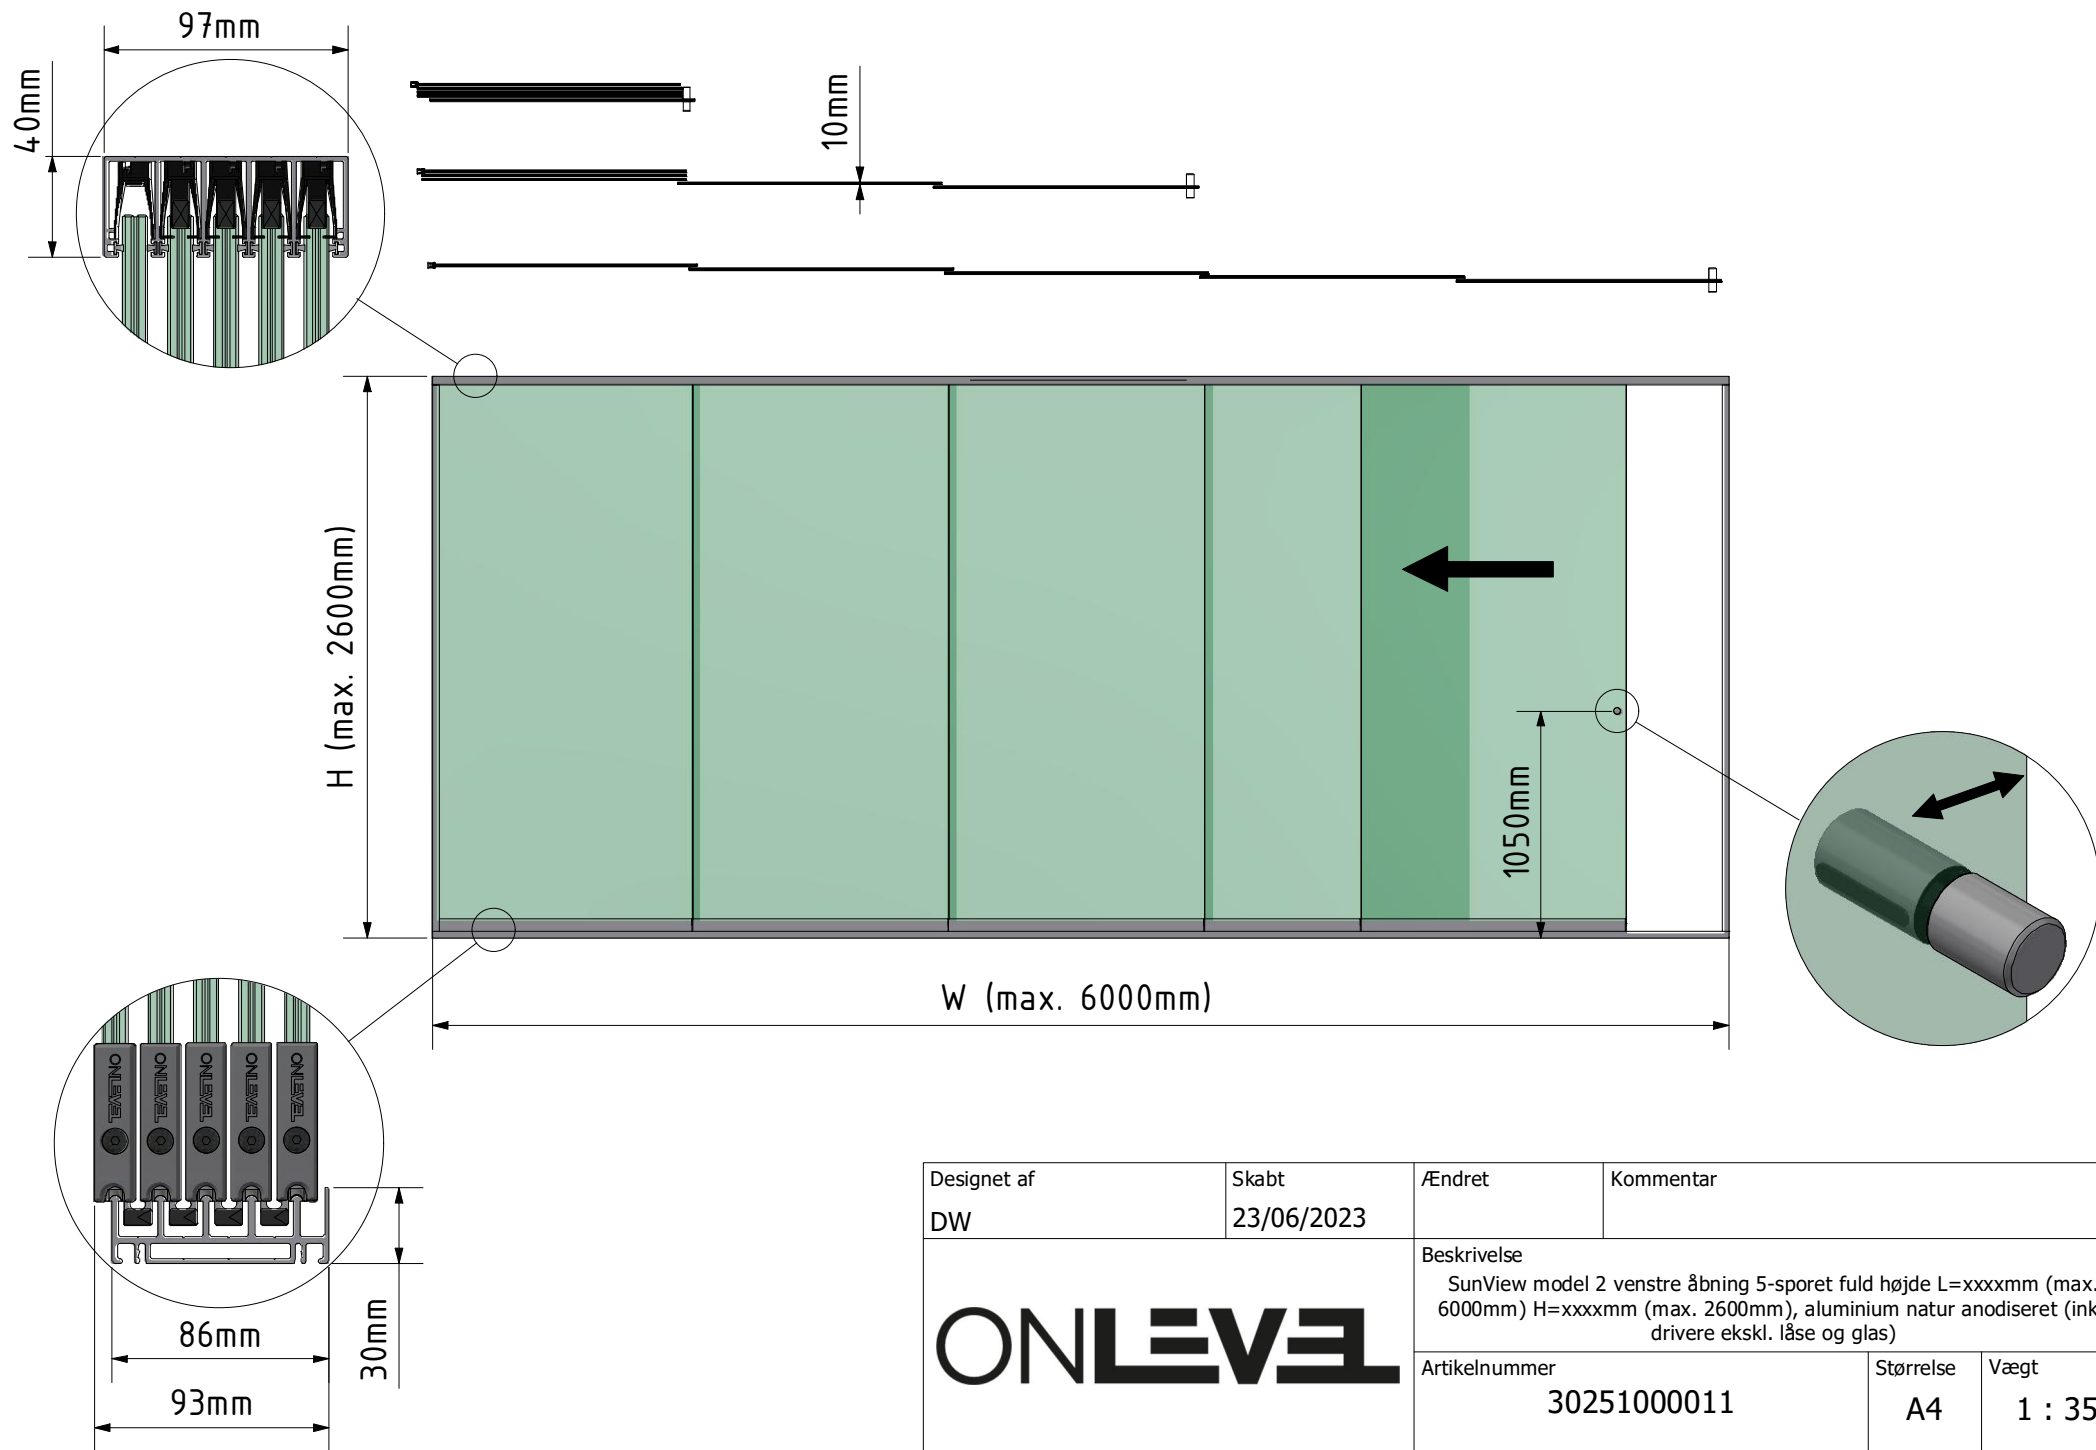 97mm
40mm
10mm
H (max. 2600mm)
1050mm
W (max. 6000mm)
ONLEVEL
ONLEVEL
ONLEVEL
ONLEVEL
ONLEVEL
30mm
86mm
93mm
Designet af
DW
Skabt
23/06/2023
Ændret
Kommentar
ONLEVEL
Beskrivelse
SunView model 2 venstre åbning 5-sporet fuld højde L=xxxxmm (max.
6000mm) H=xxxxmm (max. 2600mm), aluminium natur anodiseret (ink
drivere ekskl. låse og glas)
Artikelnummer
30251000011
Størrelse
A4
Vægt
1 : 35